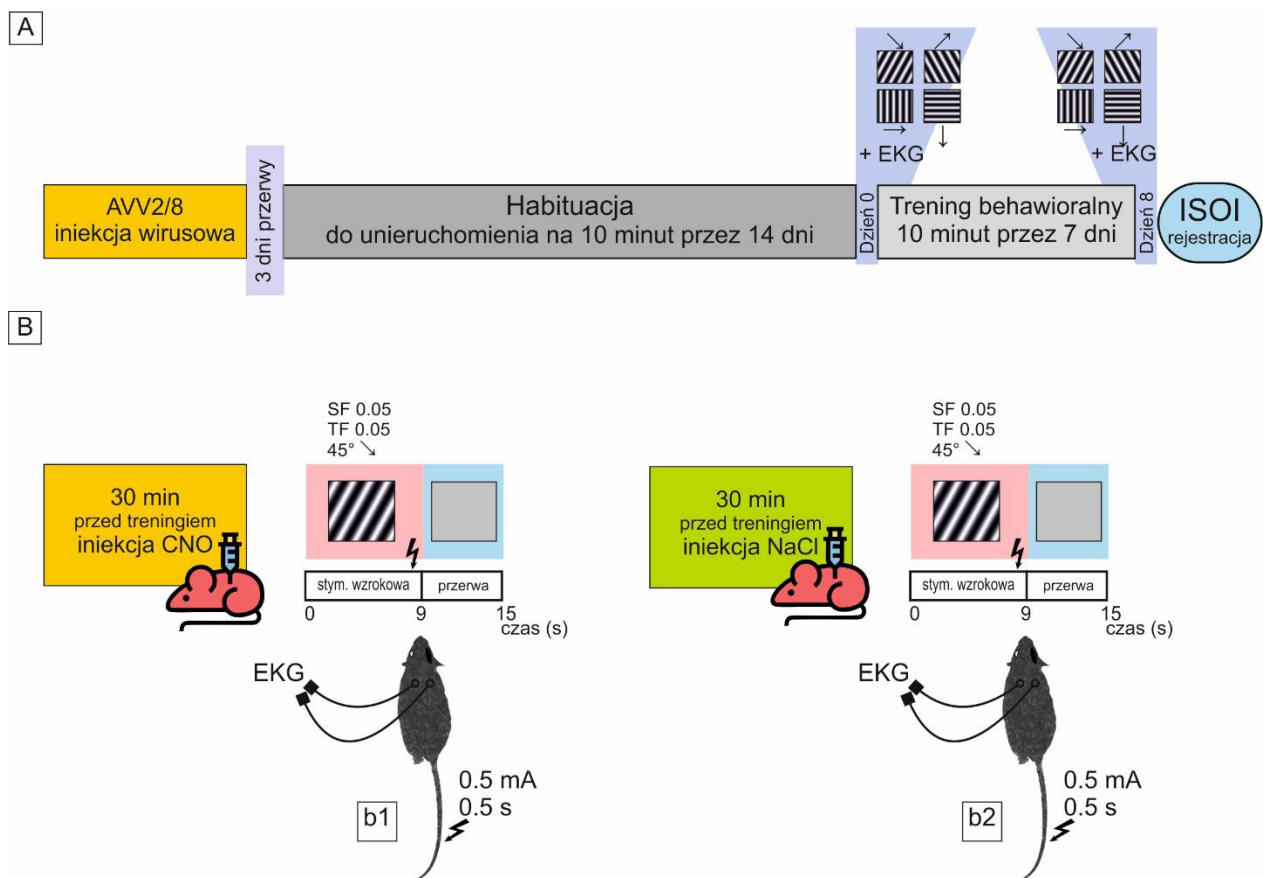 A
+ EKG
+ EKG
AVV2/8
iniekcja wirusowa
3 dni przerwy
Habituacja
do unieruchomienia na 10 minut przez 14 dni
Dzień 0
Trening behawioralny
10 minut przez 7 dni
Dzień 8
ISOI
rejestracja
B
SF 0.05
TF 0.05
45° ↘
30 min
przed treningiem
iniekcja CNO
stym. wzrokowa
przerwa
0
9
15
czas (s)
EKG
0.5 mA
0.5 s
b1
SF 0.05
TF 0.05
45° ↘
30 min
przed treningiem
iniekcja NaCl
stym. wzrokowa
przerwa
0
9
15
czas (s)
EKG
0.5 mA
0.5 s
b2